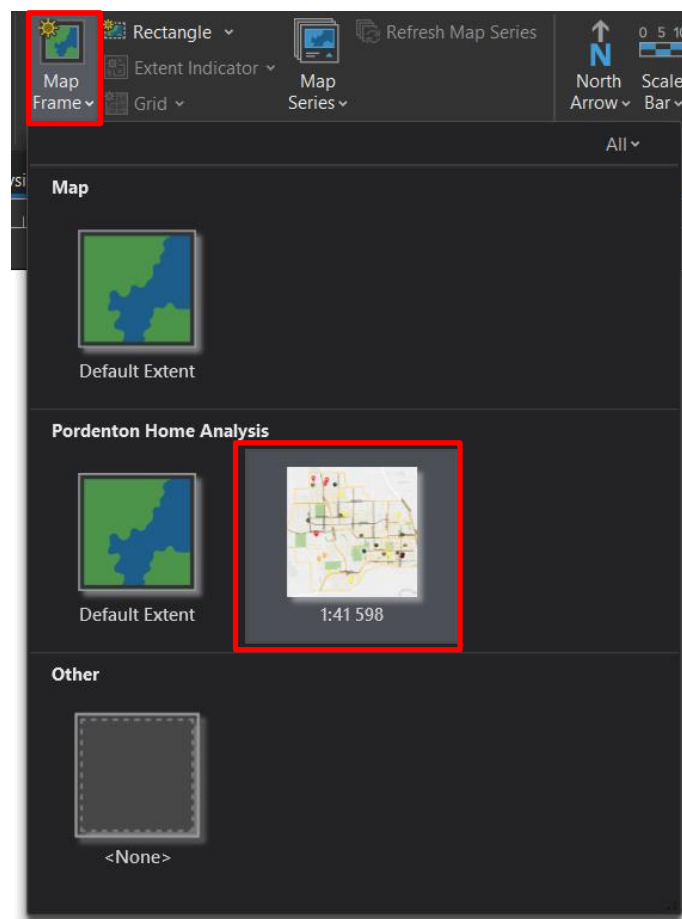 Map Frame
Rectangle
Extent Indicator
Grid
Map Series
Refresh Map Series
North Arrow
Scale Bar
0 5 10
All
Map
Default Extent
Pordenton Home Analysis
Default Extent
1:41 598
Other
<None>